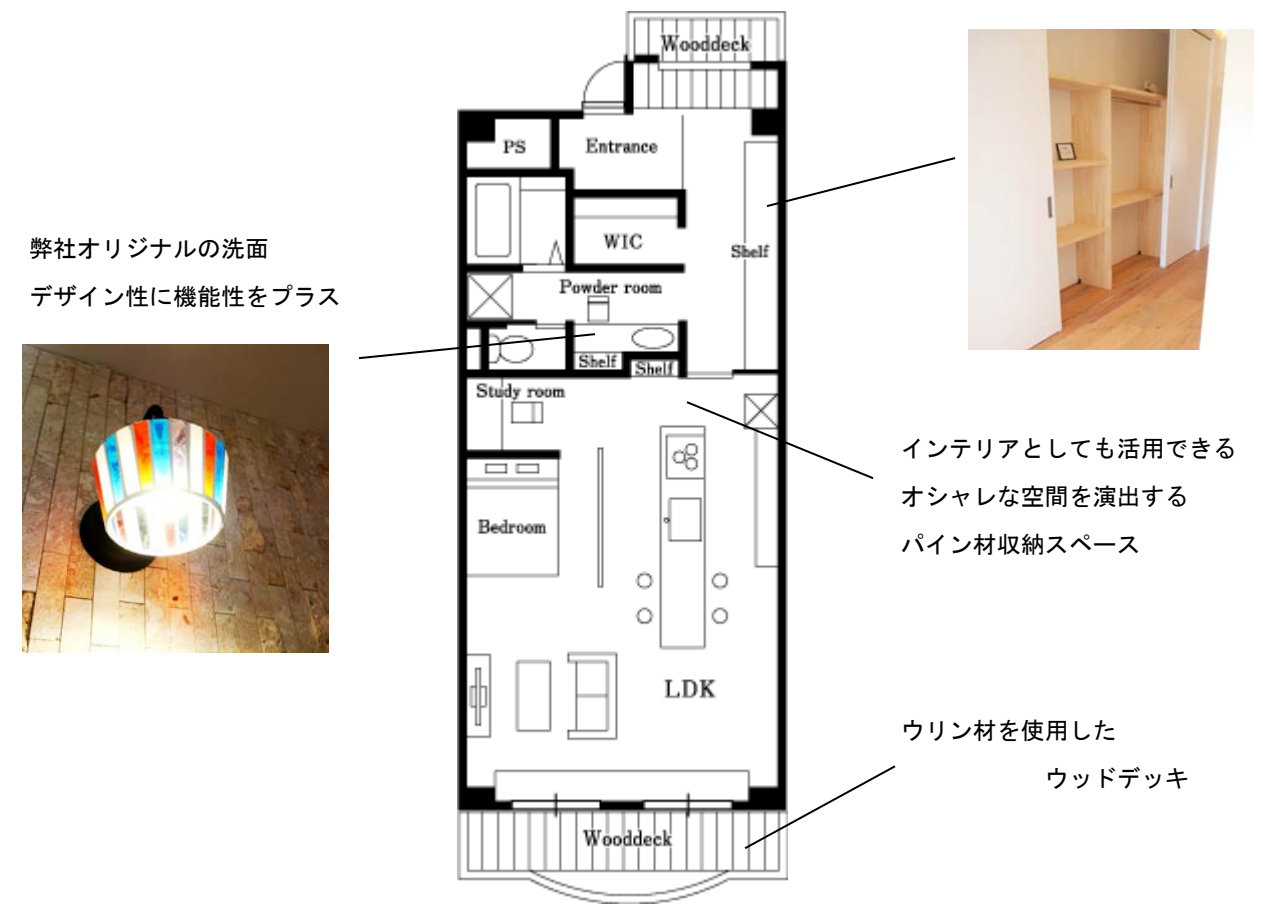 Wooddeck
PS
Entrance
WIC
Shelf
Powder room
Shelf
Shelf
Study room
Bedroom
LDK
Wooddeck
弊社オリジナルの洗面
デザイン性に機能性をプラス
インテリアとしても活用できる
オシャレな空間を演出する
パイン材収納スペース
ウリン材を使用した
ウッドデッキ